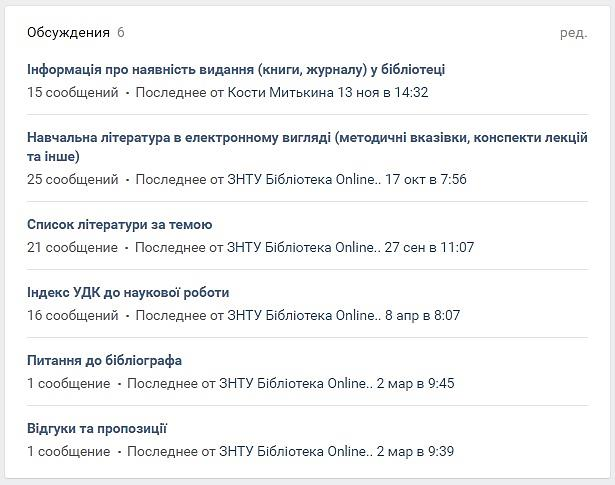 Обсуждения 6
ред.
Інформація про наявність видання (книги, журналу) у бібліотеці
15 сообщений · Последнее от Кости Митькина 13 ноя в 14:32
Навчальна література в електронному вигляді (методичні вказівки, конспекти лекцій
та інше)
25 сообщений · Последнее от ЗНТУ Бібліотека Online.. 17 окт в 7:56
Список літератури за темою
21 сообщение · Последнее от ЗНТУ Бібліотека Online.. 27 сен в 11:07
Індекс УДК до наукової роботи
16 сообщений · Последнее от ЗНТУ Бібліотека Online.. 8 апр в 8:07
Питання до бібліографа
1 сообщение · Последнее от ЗНТУ Бібліотека Online.. 2 мар в 9:45
Відгуки та пропозиції
1 сообщение · Последнее от ЗНТУ Бібліотека Online.. 2 мар в 9:39